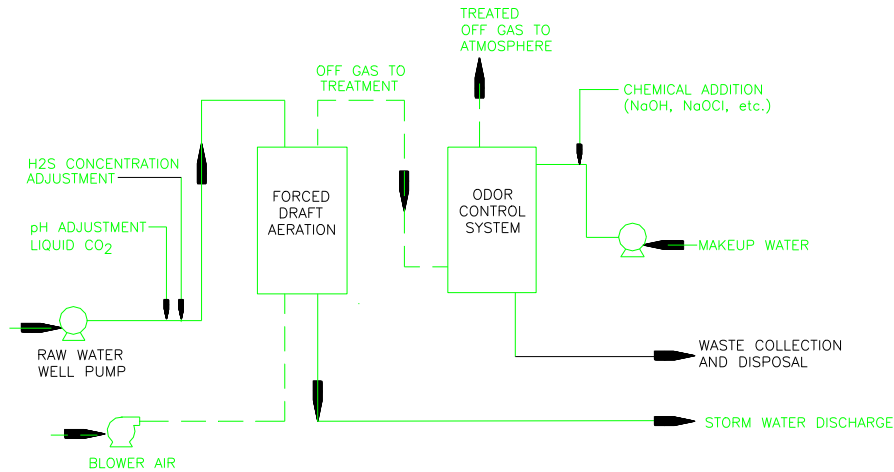 TREATED
OFF GAS TO
ATMOSPHERE
OFF GAS TO
TREATMENT
CHEMICAL ADDITION
(NaOH, NaOCl, etc.)
H2S CONCENTRATION
ADJUSTMENT
FORCED
DRAFT
AERATION
ODOR
CONTROL
SYSTEM
pH ADJUSTMENT
LIQUID CO2
MAKEUP WATER
RAW WATER
WELL PUMP
WASTE COLLECTION
AND DISPOSAL
STORM WATER DISCHARGE
BLOWER AIR